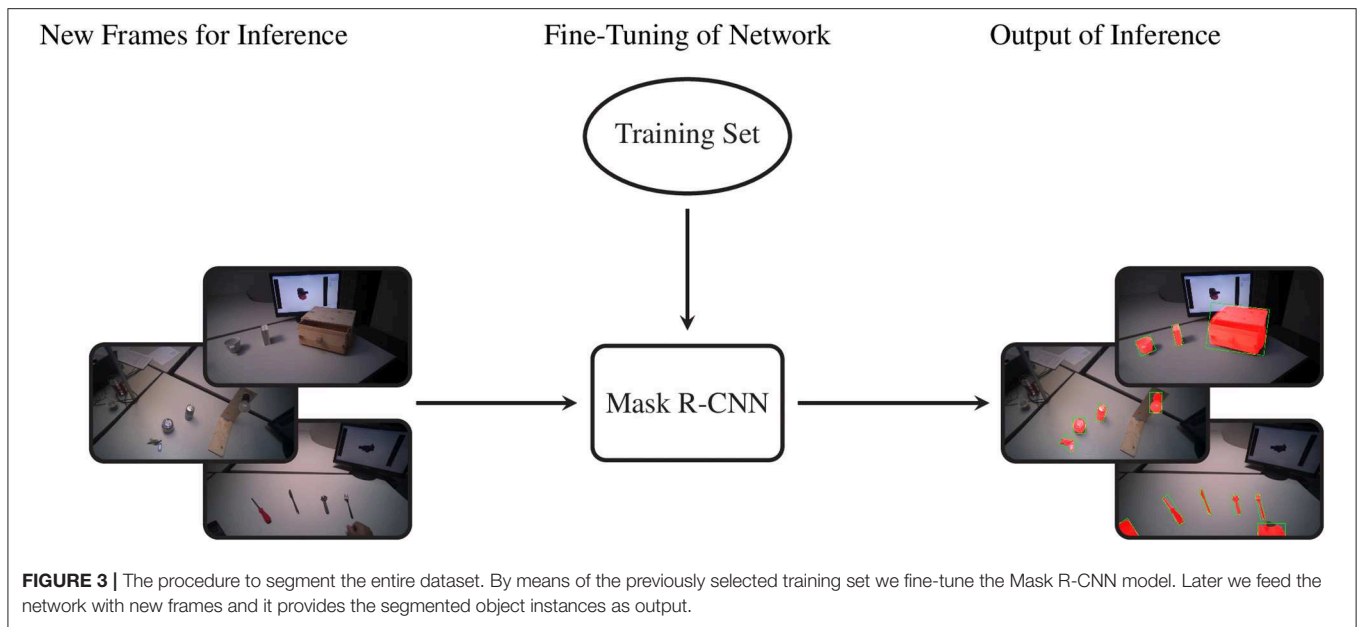 New Frames for Inference
Fine-Tuning of Network
Output of Inference
Training Set
Mask R-CNN
FIGURE 3 | The procedure to segment the entire dataset. By means of the previously selected training set we fine-tune the Mask R-CNN model. Later we feed the
network with new frames and it provides the segmented object instances as output.